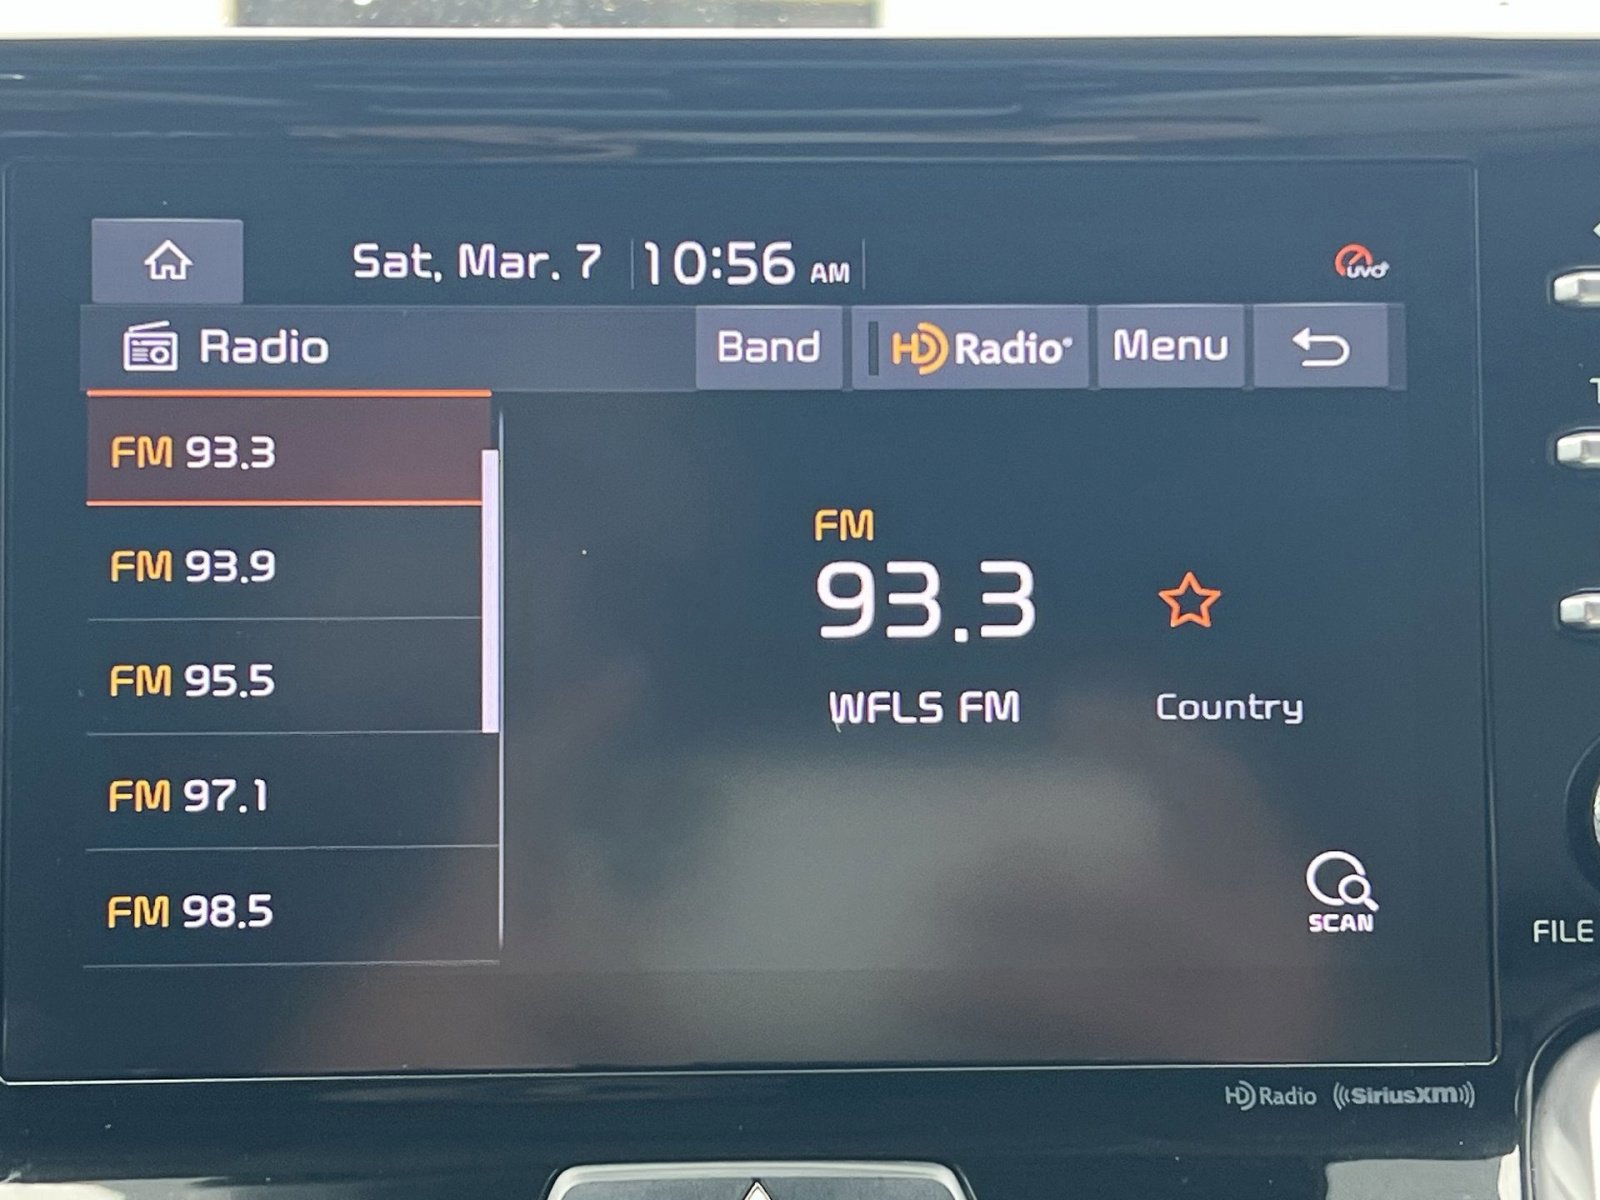 Sat, Mar. 7 10:56 AM
UVO
Radio Band HD Radio® Menu
FM 93.3
FM 93.9
FM 95.5
FM 97.1
FM 98.5
FM
93.3
WFLS FM Country
SCAN
FILE
HD Radio ((SiriusXM))